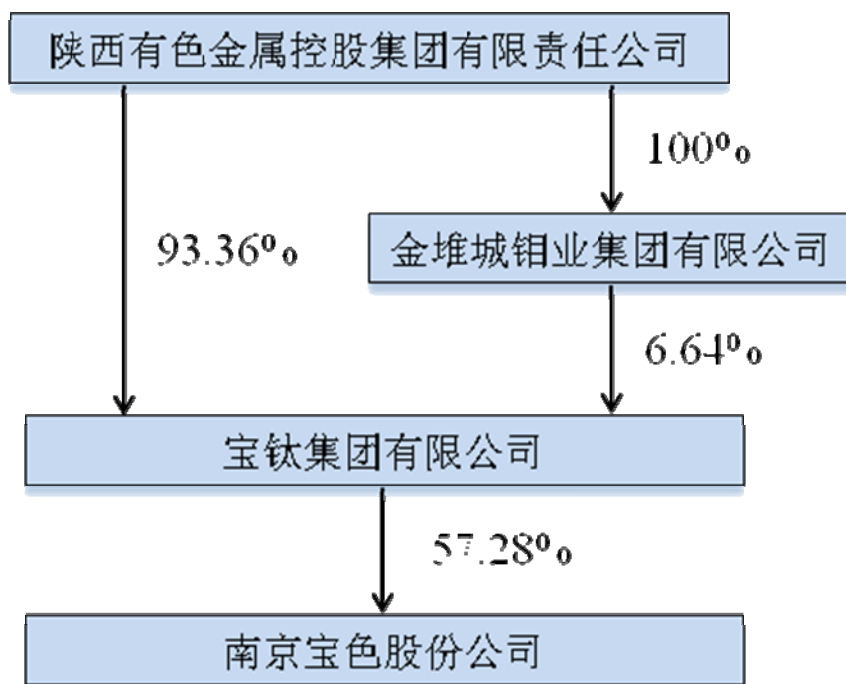 陕西有色金属控股集团有限责任公司
100%
93.36%
金堆城钼业集团有限公司
6.64%
宝钛集团有限公司
57.28%
南京宝色股份公司